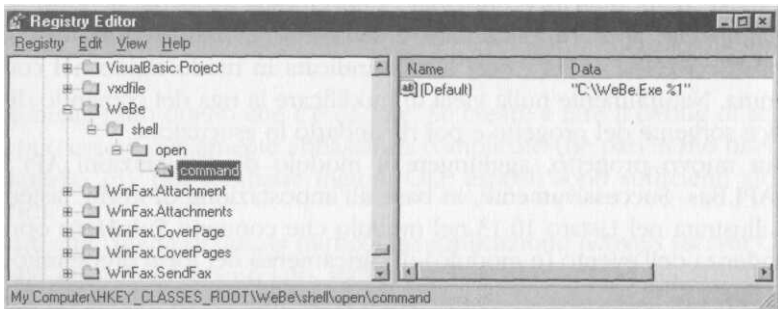 Registry Editor
Registry Edit View Help
VisualBasic.Project
vxdfile
WeBe
shell
open
command
WinFax.Attachment
WinFax.Attachments
WinFax.CoverPage
WinFax.CoverPages
WinFax.SendFax
Name Data
(Default) "C:\WeBe.Exe %1"
My Computer\HKEY_CLASSES_ROOT\WeBe\shell\open\command